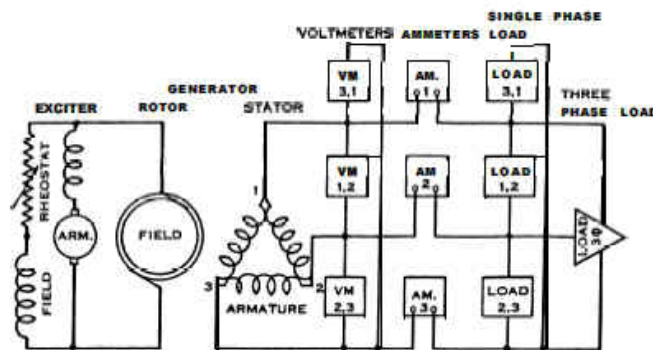 SINGLE PHASE
VOLTMETERS AMMETERS LOAD
VM 3,1
AM. 1
LOAD 3,1
GENERATOR
THREE
EXCITER ROTOR STATOR
PHASE LOAD
RHEOSTAT
VM 1,2
AM 2
LOAD 1,2
1
ARM.
FIELD
LOAD 3Φ
FIELD
3
2
VM 2,3
AM. 3
LOAD 2,3
ARMATURE